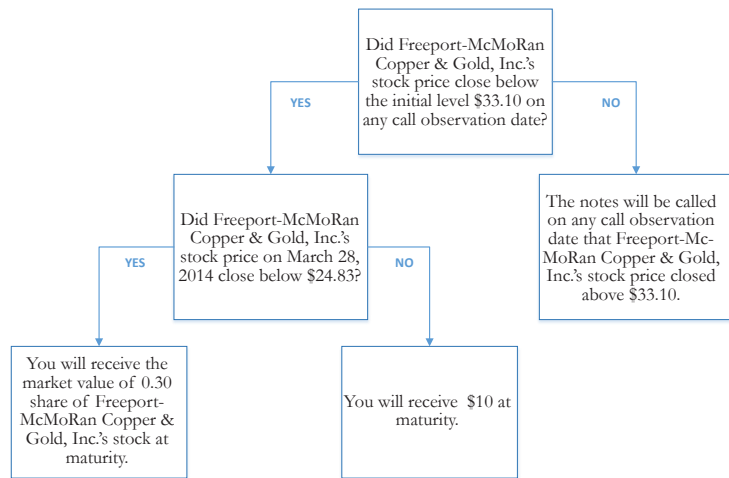 Did Freeport-McMoRan
Copper & Gold, Inc.'s
stock price close below
the initial level $33.10 on
any call observation date?
YES
NO
Did Freeport-McMoRan
Copper & Gold, Inc.'s
stock price on March 28,
2014 close below $24.83?
The notes will be called
on any call observation
date that Freeport-Mc-
MoRan Copper & Gold,
Inc.'s stock price closed
above $33.10.
YES
NO
You will receive the
market value of 0.30
share of Freeport-
McMoRan Copper &
Gold, Inc.'s stock at
maturity.
You will receive $10 at
maturity.